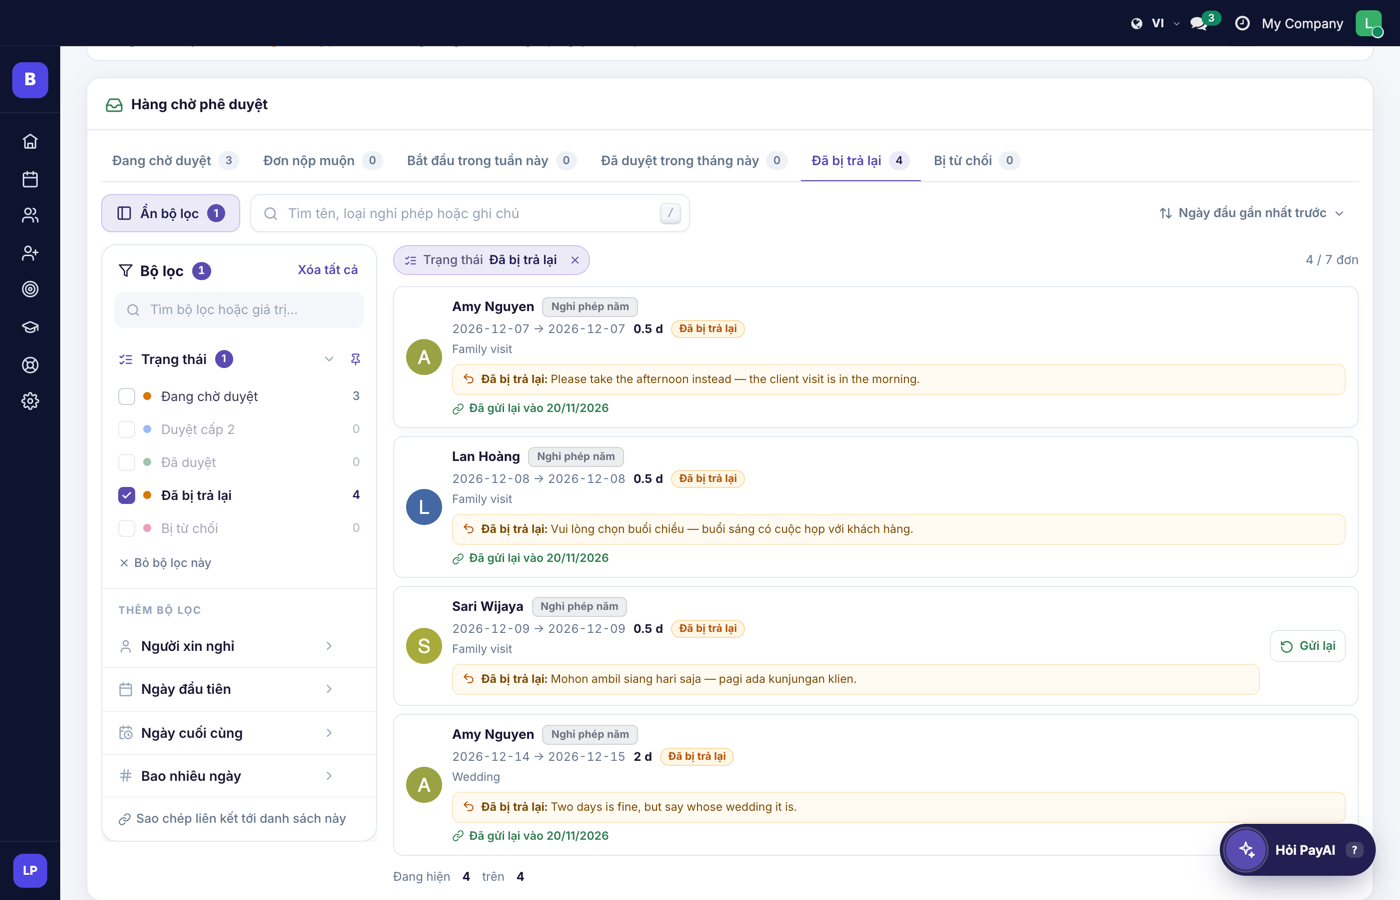 VI
3
My Company
L
B
Hàng chờ phê duyệt
Đang chờ duyệt 3
Đơn nộp muộn 0
Bắt đầu trong tuần này 0
Đã duyệt trong tháng này 0
Đã bị trả lại 4
Bị từ chối 0
Ẩn bộ lọc 1
Tìm tên, loại nghỉ phép hoặc ghi chú /
Ngày đầu gần nhất trước
Bộ lọc 1
Xóa tất cả
Tìm bộ lọc hoặc giá trị...
Trạng thái 1
Đang chờ duyệt 3
Duyệt cấp 2 0
Đã duyệt 0
Đã bị trả lại 4
Bị từ chối 0
× Bỏ bộ lọc này
THÊM BỘ LỌC
Người xin nghỉ
Ngày đầu tiên
Ngày cuối cùng
Bao nhiêu ngày
Sao chép liên kết tới danh sách này
Trạng thái Đã bị trả lại ×
4 / 7 đơn
Amy Nguyen Nghỉ phép năm
2026-12-07 → 2026-12-07 0.5 d Đã bị trả lại
A
Family visit
Đã bị trả lại: Please take the afternoon instead — the client visit is in the morning.
Đã gửi lại vào 20/11/2026
Lan Hoàng Nghỉ phép năm
2026-12-08 → 2026-12-08 0.5 d Đã bị trả lại
L
Family visit
Đã bị trả lại: Vui lòng chọn buổi chiều — buổi sáng có cuộc họp với khách hàng.
Đã gửi lại vào 20/11/2026
Sari Wijaya Nghỉ phép năm
2026-12-09 → 2026-12-09 0.5 d Đã bị trả lại
S
Family visit
Gửi lại
Đã bị trả lại: Mohon ambil siang hari saja — pagi ada kunjungan klien.
Amy Nguyen Nghỉ phép năm
2026-12-14 → 2026-12-15 2 d Đã bị trả lại
A
Wedding
Đã bị trả lại: Two days is fine, but say whose wedding it is.
Đã gửi lại vào 20/11/2026
Đang hiện 4 trên 4
Hỏi PayAI ?
LP